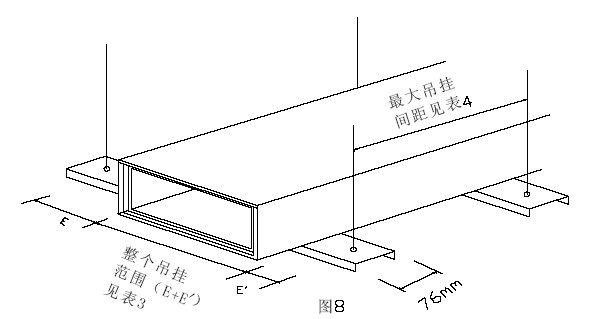 最大吊挂
间距见表4
E
整个吊挂
范围（E+E'）
见表3
E'
76mm
图8